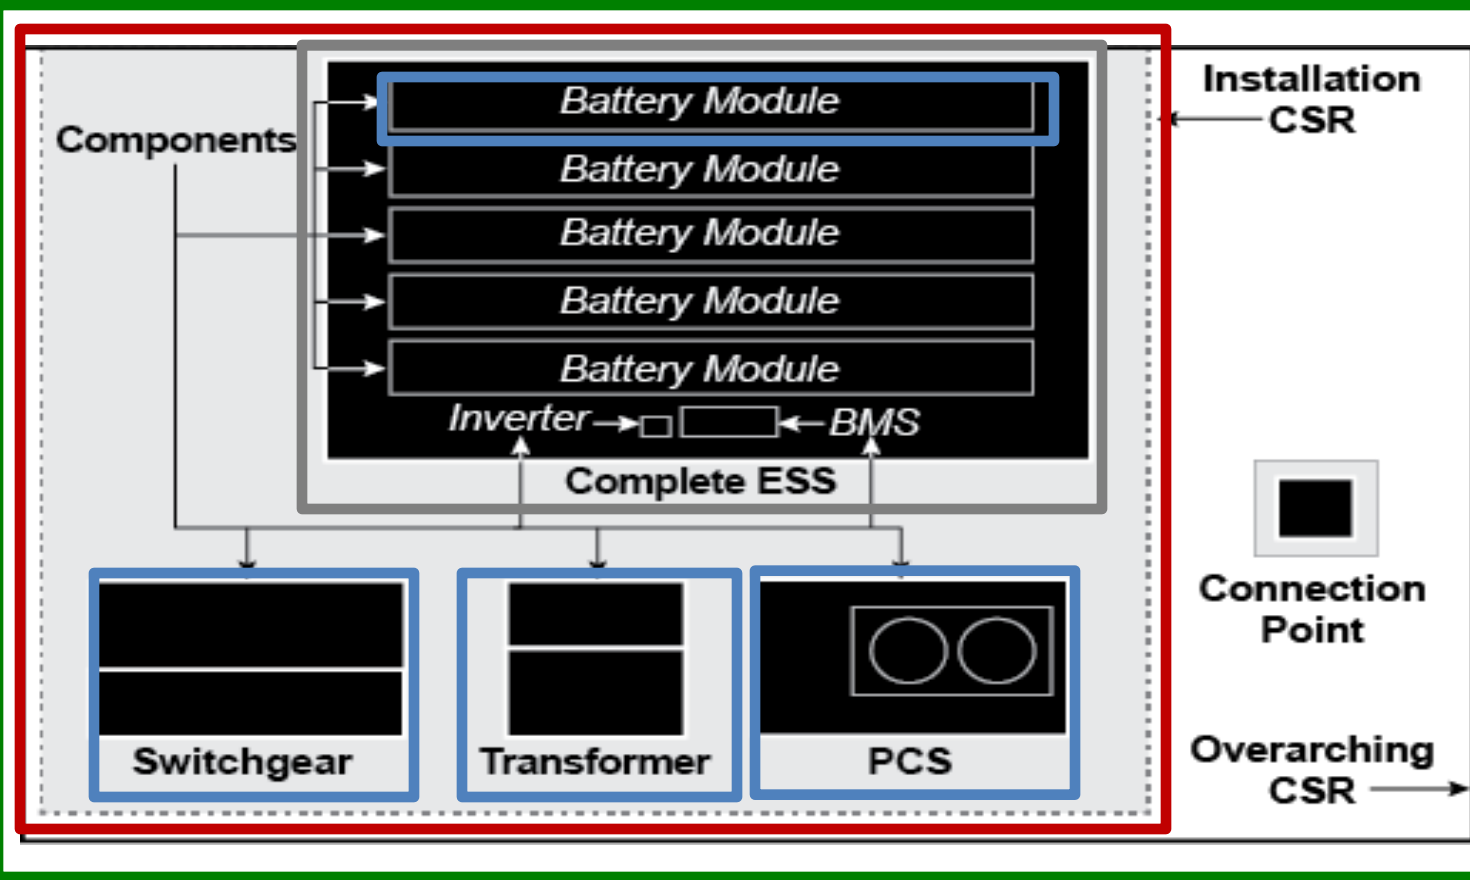 Installation
CSR
Components
Battery Module
Battery Module
Battery Module
Battery Module
Battery Module
Inverter
BMS
Complete ESS
Connection
Point
Switchgear
Transformer
PCS
Overarching
CSR